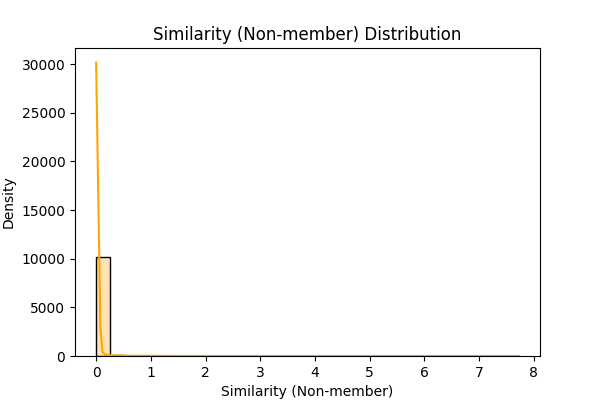 Similarity (Non-member) Distribution
30000
25000
20000
15000
10000
5000
0
Density
0 1 2 3 4 5 6 7 8
Similarity (Non-member)